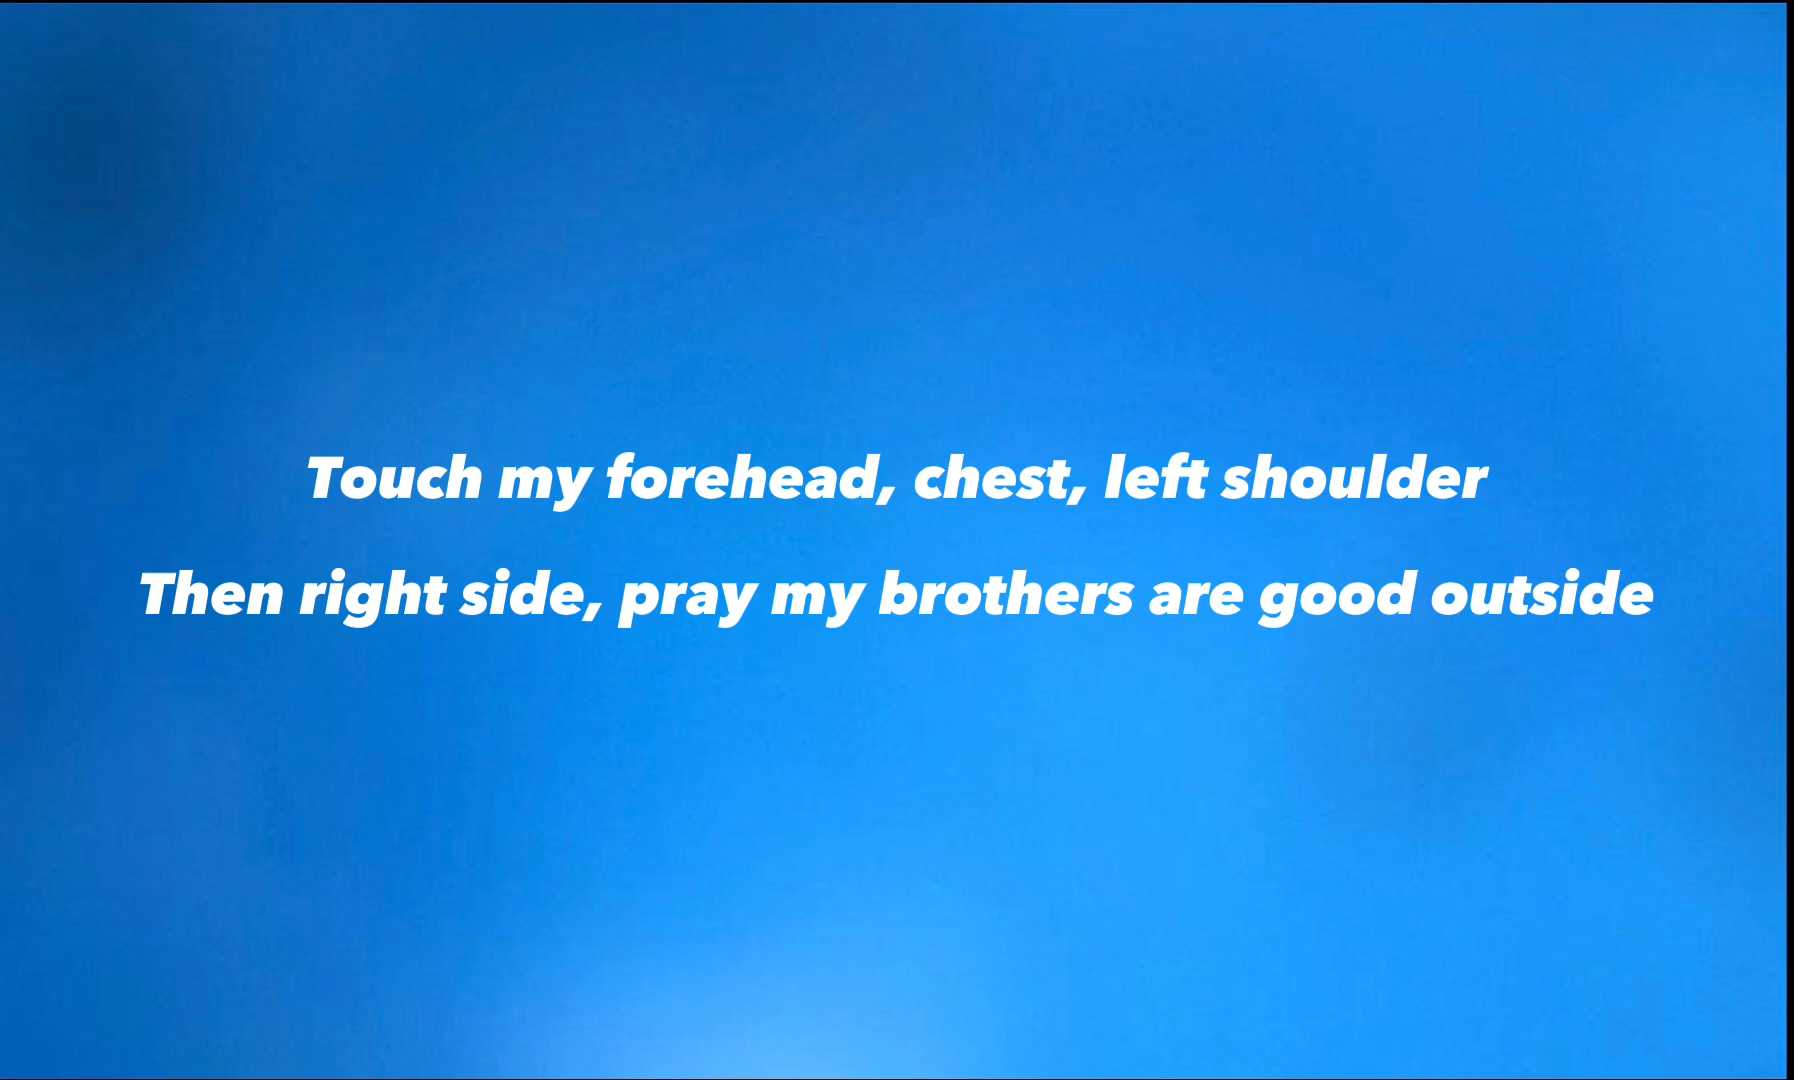 Touch my forehead, chest, left shoulder
Then right side, pray my brothers are good outside